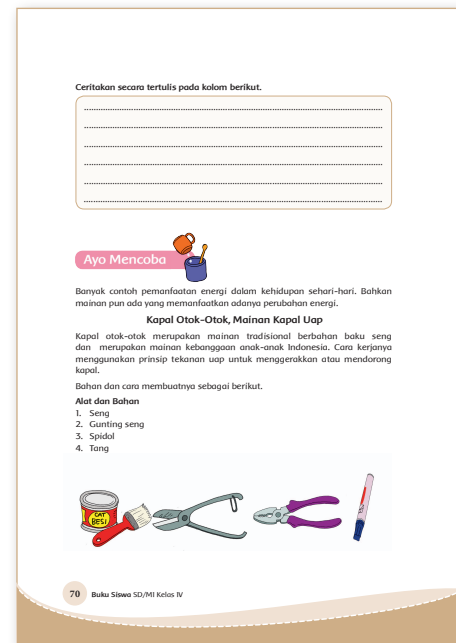 Ceritakan secara tertulis pada kolom berikut.
Ayo Mencoba
Banyak contoh pemanfaatan energi dalam kehidupan sehari-hari. Bahkan
mainan pun ada yang memanfaatkan adanya perubahan energi.
Kapal Otok-Otok, Mainan Kapal Uap
Kapal otok-otok merupakan mainan tradisional berbahan baku seng
dan merupakan mainan kebanggaan anak-anak Indonesia. Cara kerjanya
menggunakan prinsip tekanan uap untuk menggerakkan atau mendorong
kapal.
Bahan dan cara membuatnya sebagai berikut.
Alat dan Bahan
1. Seng
2. Gunting seng
3. Spidol
4. Tang
CAT
BESI
70 Buku Siswa SD/MI Kelas IV